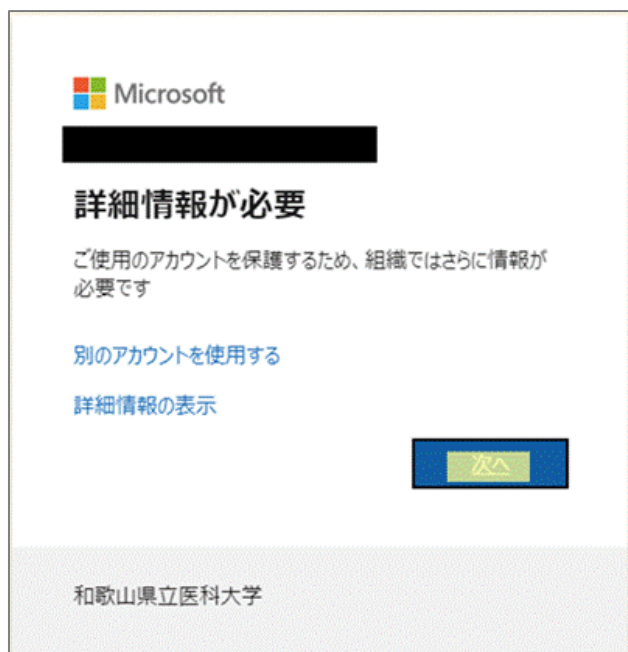 Microsoft
詳細情報が必要
ご使用のアカウントを保護するため、組織ではさらに情報が
必要です
別のアカウントを使用する
詳細情報の表示
次へ
和歌山県立医科大学